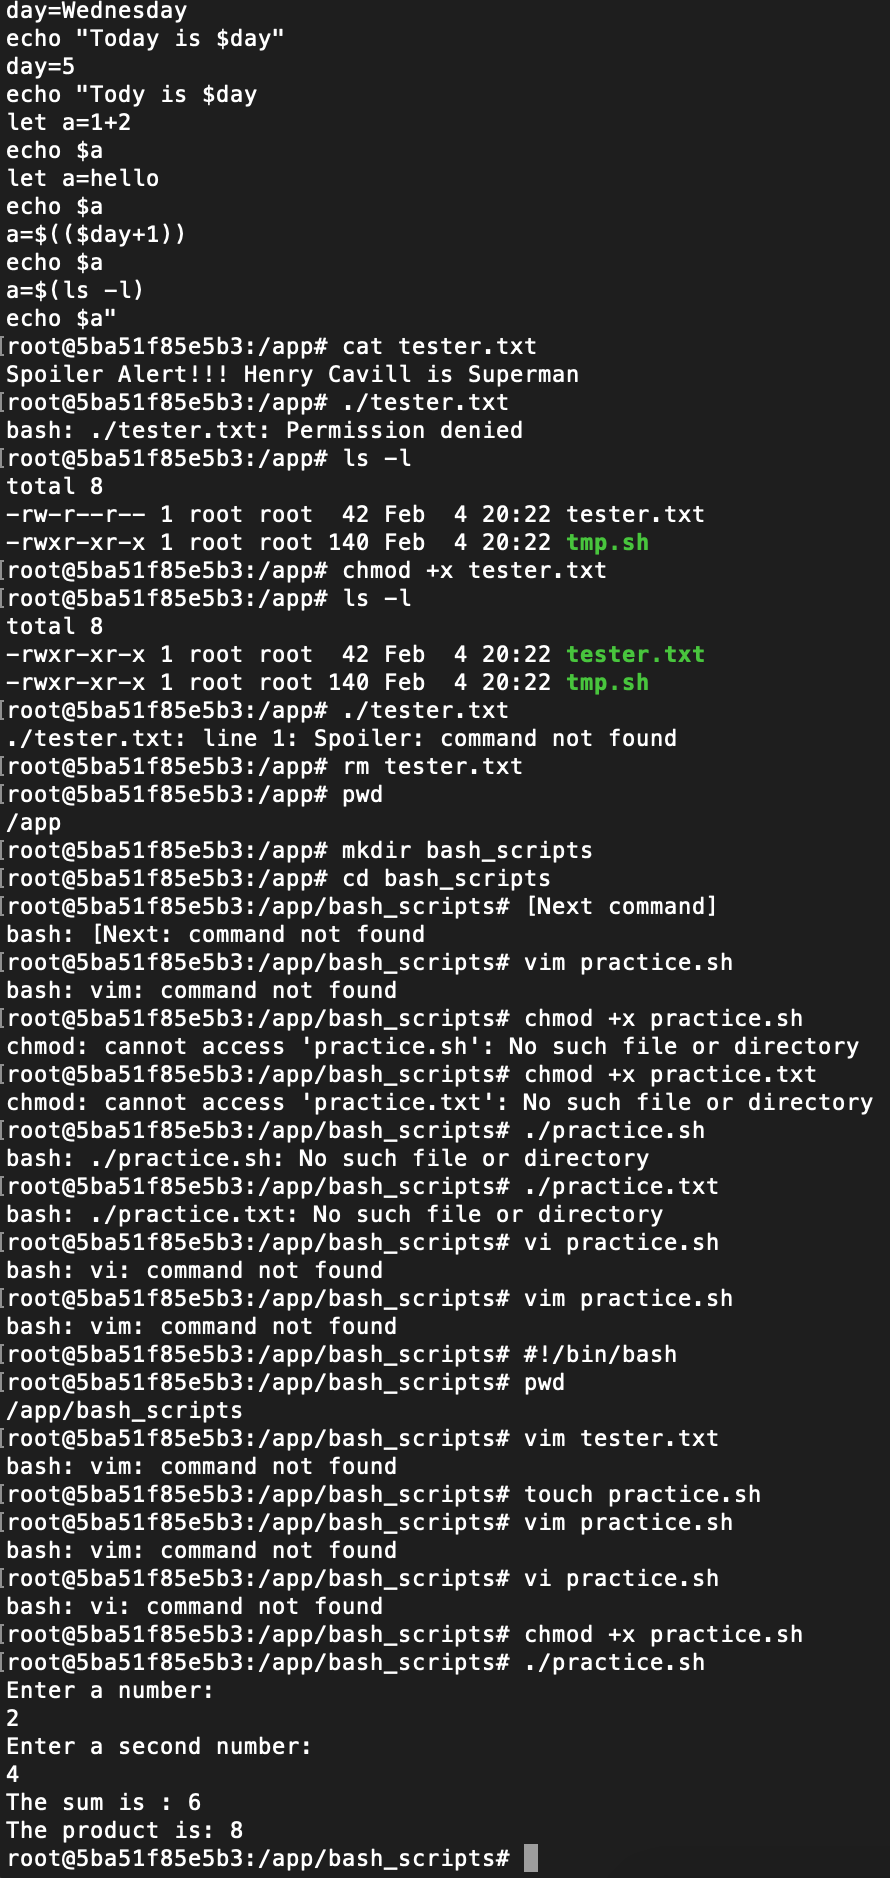 day=Wednesday
echo "Today is $day"
day=5
echo "Tody is $day
let a=1+2
echo $a
let a=hello
echo $a
a=$(($day+1))
echo $a
a=$(ls -l)
echo $a"
[root@5ba51f85e5b3:/app# cat tester.txt
Spoiler Alert!!! Henry Cavill is Superman
[root@5ba51f85e5b3:/app# ./tester.txt
bash: ./tester.txt: Permission denied
[root@5ba51f85e5b3:/app# ls -l
total 8
-rw-r--r-- 1 root root  42 Feb  4 20:22 tester.txt
-rwxr-xr-x 1 root root 140 Feb  4 20:22 tmp.sh
[root@5ba51f85e5b3:/app# chmod +x tester.txt
[root@5ba51f85e5b3:/app# ls -l
total 8
-rwxr-xr-x 1 root root  42 Feb  4 20:22 tester.txt
-rwxr-xr-x 1 root root 140 Feb  4 20:22 tmp.sh
[root@5ba51f85e5b3:/app# ./tester.txt
./tester.txt: line 1: Spoiler: command not found
[root@5ba51f85e5b3:/app# rm tester.txt
[root@5ba51f85e5b3:/app# pwd
/app
[root@5ba51f85e5b3:/app# mkdir bash_scripts
[root@5ba51f85e5b3:/app# cd bash_scripts
[root@5ba51f85e5b3:/app/bash_scripts# [Next command]
bash: [Next: command not found
[root@5ba51f85e5b3:/app/bash_scripts# vim practice.sh
bash: vim: command not found
[root@5ba51f85e5b3:/app/bash_scripts# chmod +x practice.sh
chmod: cannot access 'practice.sh': No such file or directory
[root@5ba51f85e5b3:/app/bash_scripts# chmod +x practice.txt
chmod: cannot access 'practice.txt': No such file or directory
[root@5ba51f85e5b3:/app/bash_scripts# ./practice.sh
bash: ./practice.sh: No such file or directory
[root@5ba51f85e5b3:/app/bash_scripts# ./practice.txt
bash: ./practice.txt: No such file or directory
[root@5ba51f85e5b3:/app/bash_scripts# vi practice.sh
bash: vi: command not found
[root@5ba51f85e5b3:/app/bash_scripts# vim practice.sh
bash: vim: command not found
[root@5ba51f85e5b3:/app/bash_scripts# #!/bin/bash
[root@5ba51f85e5b3:/app/bash_scripts# pwd
/app/bash_scripts
[root@5ba51f85e5b3:/app/bash_scripts# vim tester.txt
bash: vim: command not found
[root@5ba51f85e5b3:/app/bash_scripts# touch practice.sh
[root@5ba51f85e5b3:/app/bash_scripts# vim practice.sh
bash: vim: command not found
[root@5ba51f85e5b3:/app/bash_scripts# vi practice.sh
bash: vi: command not found
[root@5ba51f85e5b3:/app/bash_scripts# chmod +x practice.sh
[root@5ba51f85e5b3:/app/bash_scripts# ./practice.sh
Enter a number:
2
Enter a second number:
4
The sum is : 6
The product is: 8
root@5ba51f85e5b3:/app/bash_scripts#